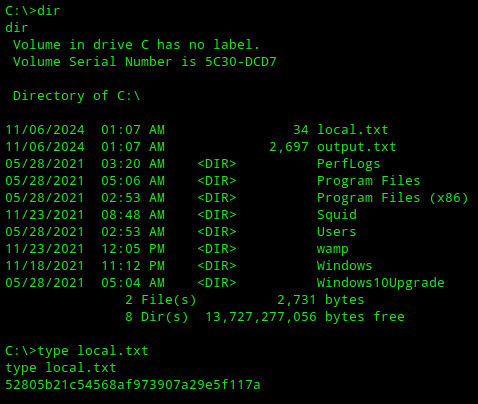 C:\>dir
dir
 Volume in drive C has no label.
 Volume Serial Number is 5C30-DCD7

 Directory of C:\

11/06/2024  01:07 AM                34 local.txt
11/06/2024  01:07 AM             2,697 output.txt
05/28/2021  03:20 AM    <DIR>          PerfLogs
05/28/2021  05:06 AM    <DIR>          Program Files
05/28/2021  02:53 AM    <DIR>          Program Files (x86)
11/23/2021  08:48 AM    <DIR>          Squid
05/28/2021  02:53 AM    <DIR>          Users
11/23/2021  12:05 PM    <DIR>          wamp
11/18/2021  11:12 PM    <DIR>          Windows
05/28/2021  05:04 AM    <DIR>          Windows10Upgrade
               2 File(s)          2,731 bytes
               8 Dir(s)  13,727,277,056 bytes free

C:\>type local.txt
type local.txt
52805b21c54568af973907a29e5f117a